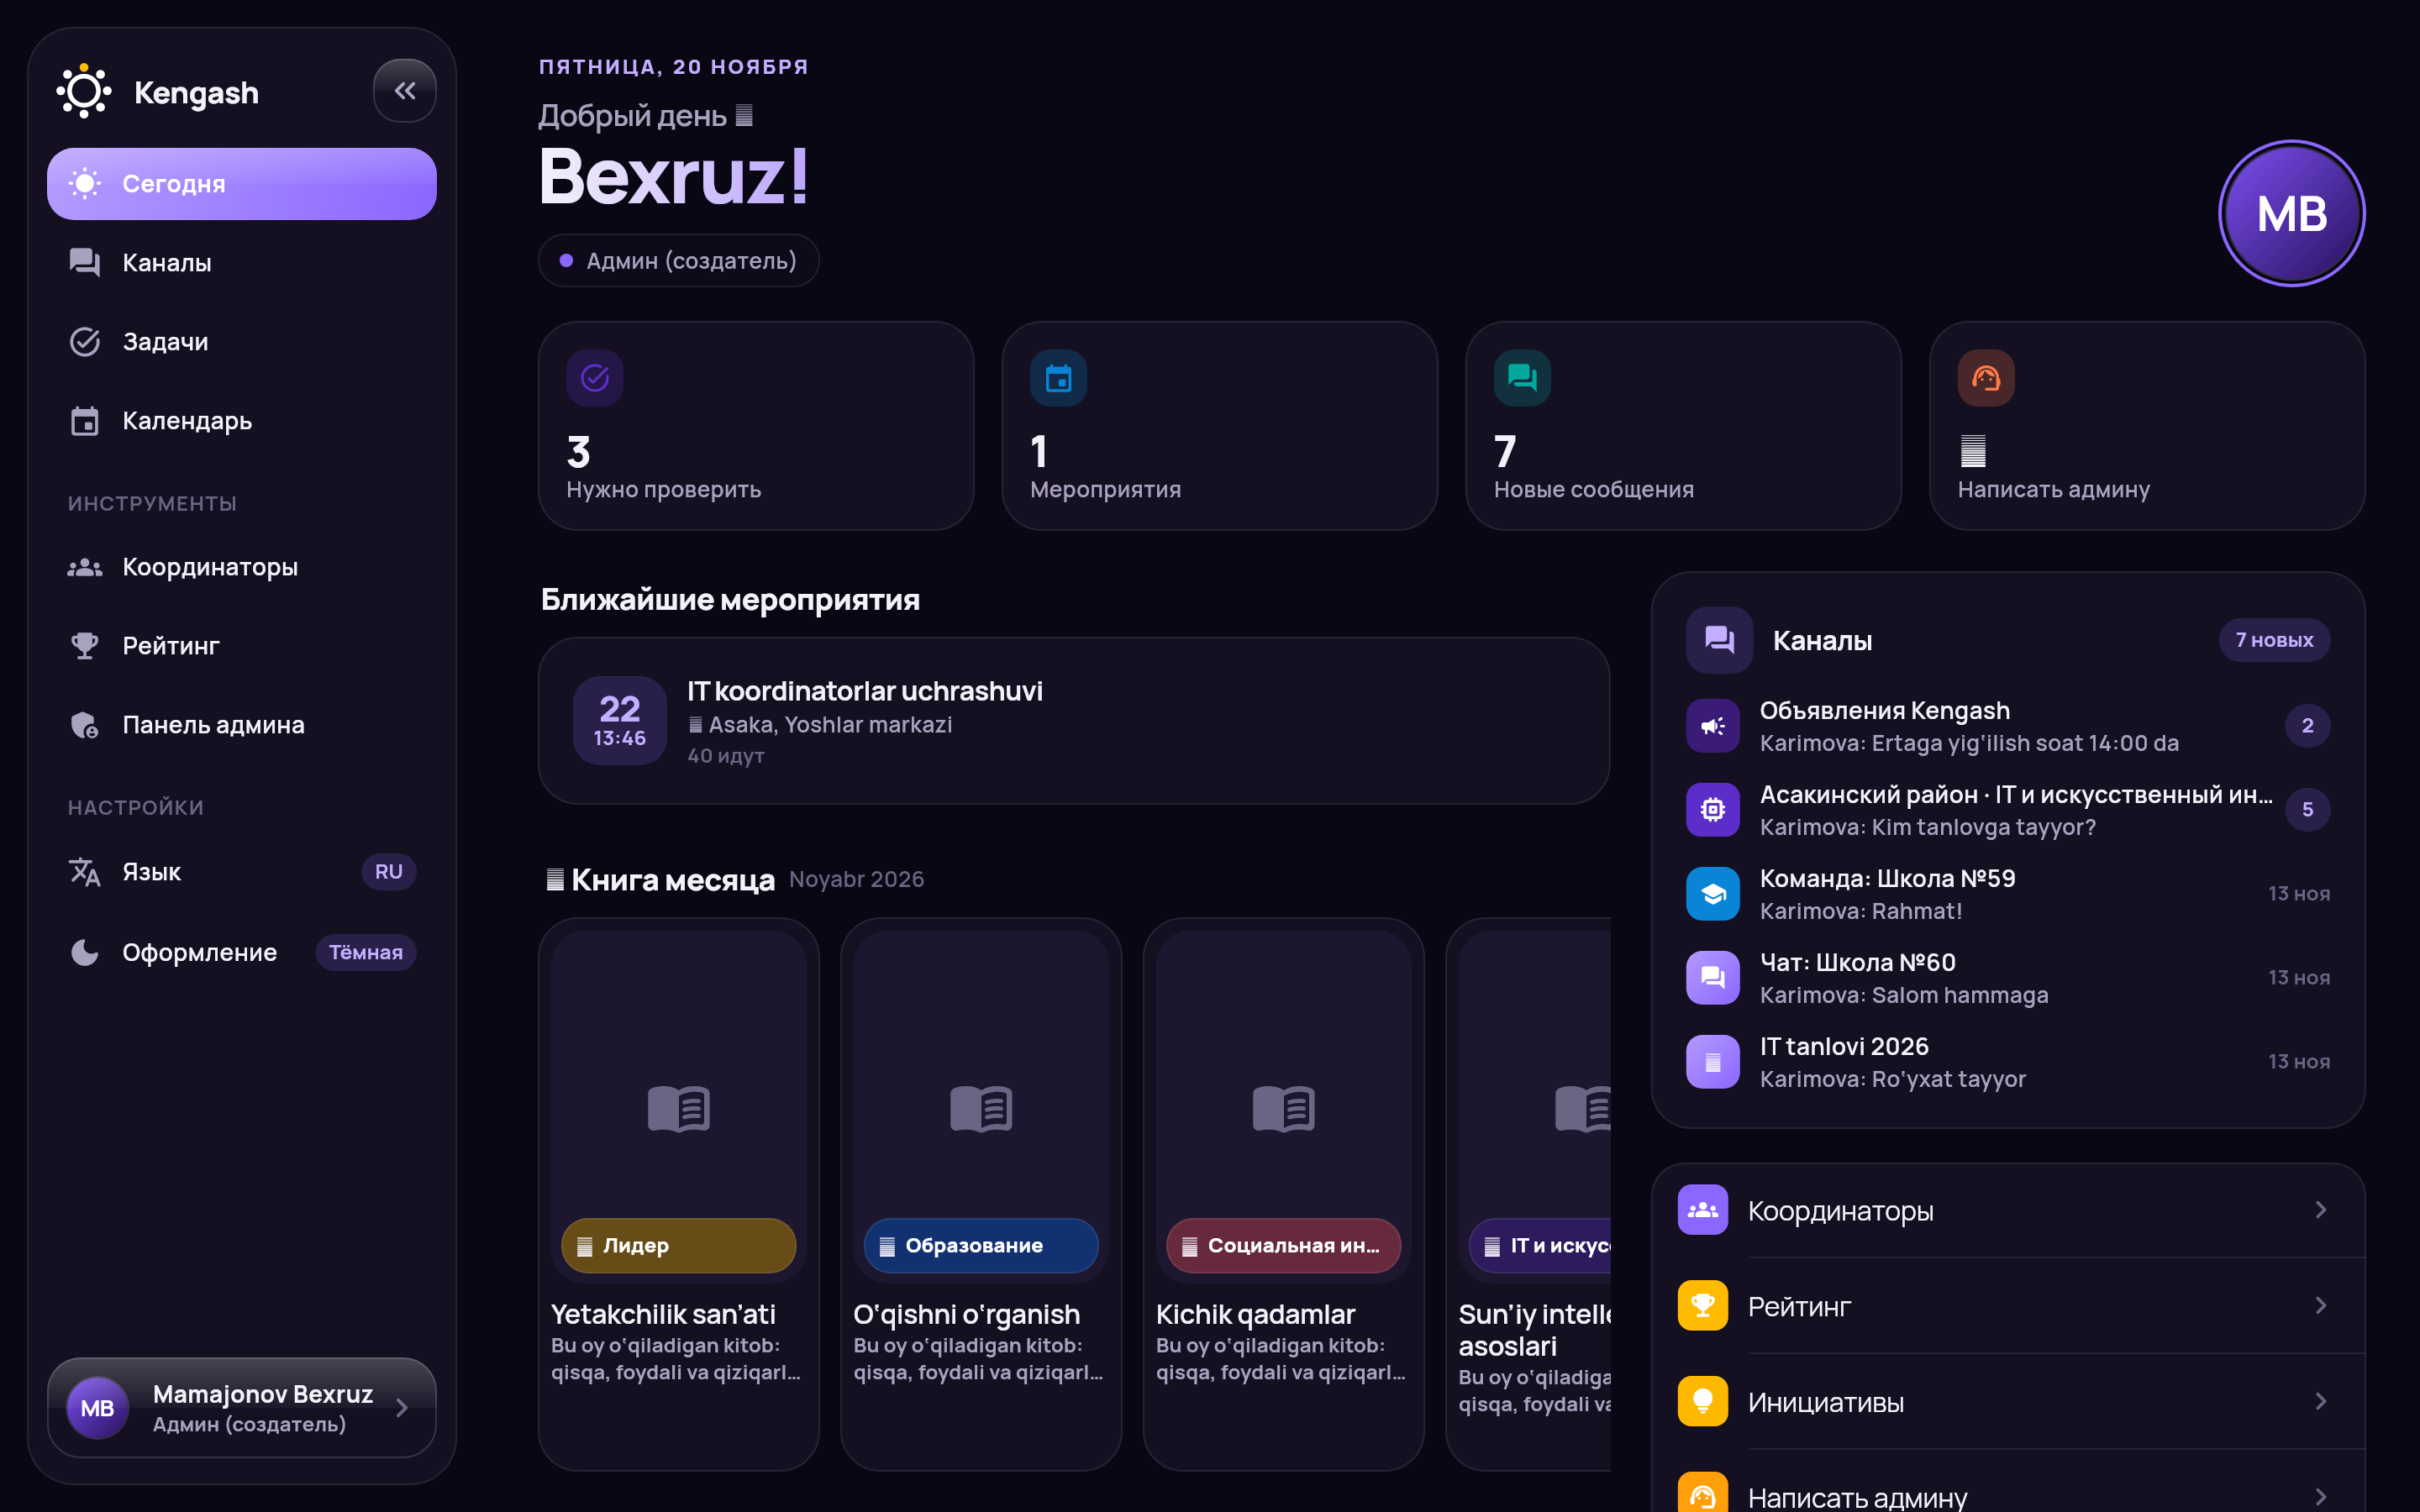 Kengash
Сегодня
Каналы
Задачи
Календарь
ИНСТРУМЕНТЫ
Координаторы
Рейтинг
Панель админа
НАСТРОЙКИ
Язык RU
Оформление Тёмная
MB
Mamajonov Bexruz
Админ (создатель)
ПЯТНИЦА, 20 НОЯБРЯ
Добрый день
Bexruz!
Админ (создатель)
MB
3
Нужно проверить
1
Мероприятия
7
Новые сообщения
Написать админу
Ближайшие мероприятия
22
13:46
IT koordinatorlar uchrashuvi
Asaka, Yoshlar markazi
40 идут
Книга месяца Noyabr 2026
Лидер
Yetakchilik san’ati
Bu oy o‘qiladigan kitob:
qisqa, foydali va qiziqarl…
Образование
O‘qishni o‘rganish
Bu oy o‘qiladigan kitob:
qisqa, foydali va qiziqarl…
Социальная ин…
Kichik qadamlar
Bu oy o‘qiladigan kitob:
qisqa, foydali va qiziqarl…
IT и искус
Sun’iy intelle
asoslari
Bu oy o‘qiladiga
qisqa, foydali va
Каналы 7 новых
Объявления Kengash 2
Karimova: Ertaga yig‘ilish soat 14:00 da
Асакинский район · IT и искусственный ин… 5
Karimova: Kim tanlovga tayyor?
Команда: Школа №59 13 ноя
Karimova: Rahmat!
Чат: Школа №60 13 ноя
Karimova: Salom hammaga
IT tanlovi 2026 13 ноя
Karimova: Ro‘yxat tayyor
Координаторы
Рейтинг
Инициативы
Написать админу